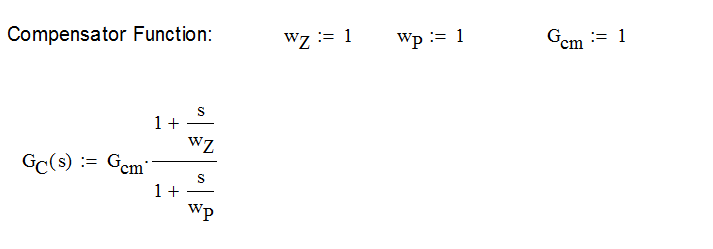 Compensator Function: wZ := 1 wP := 1 Gcm := 1
GC(s) := Gcm · (1 + s/wZ)/(1 + s/wP)